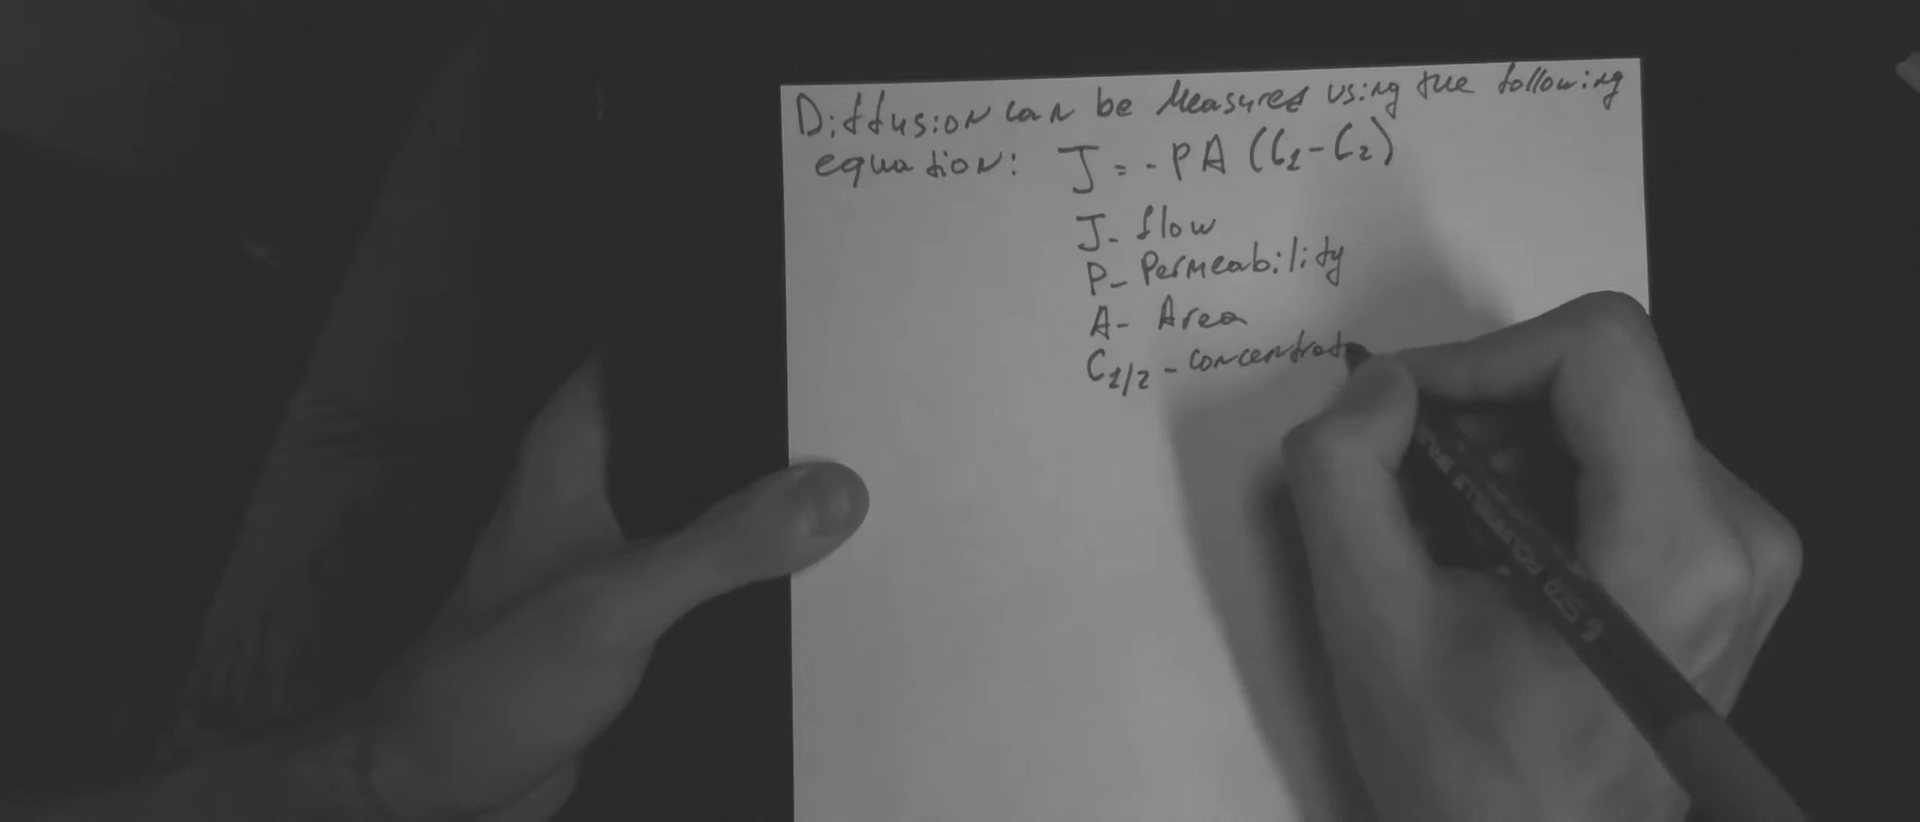 Diffusion can be measured using the following
equation: J = - PA (C₁ - C₂)
J - flow
P - Permeability
A - Area
C₁/₂ - concentrat